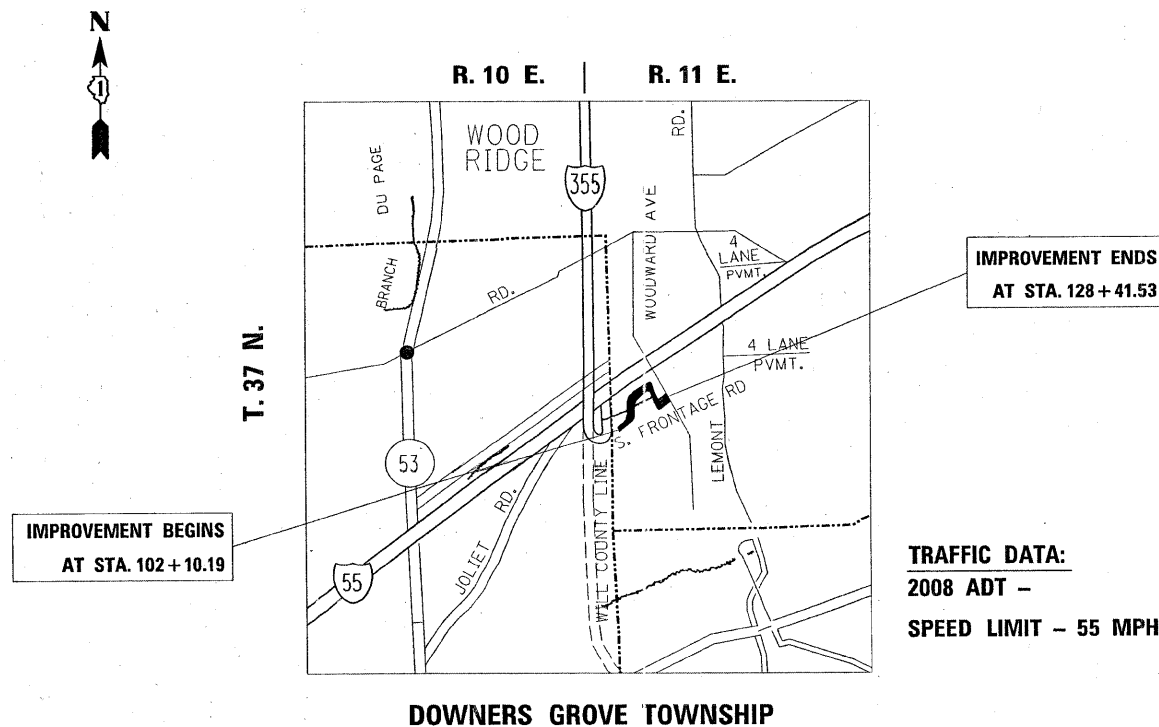 N
1
R. 10 E. | R. 11 E.
WOOD
RIDGE
DU PAGE
BRANCH
355
RD.
WOODWARD AVE
4
LANE
PVMT.
RD.
IMPROVEMENT ENDS
AT STA. 128+41.53
T. 37 N.
4 LANE
PVMT.
S. FRONTAGE RD
LEMONT
53
IMPROVEMENT BEGINS
AT STA. 102+10.19
55
JOLIET RD.
WILL COUNTY LINE
TRAFFIC DATA:
2008 ADT –
SPEED LIMIT – 55 MPH
DOWNERS GROVE TOWNSHIP